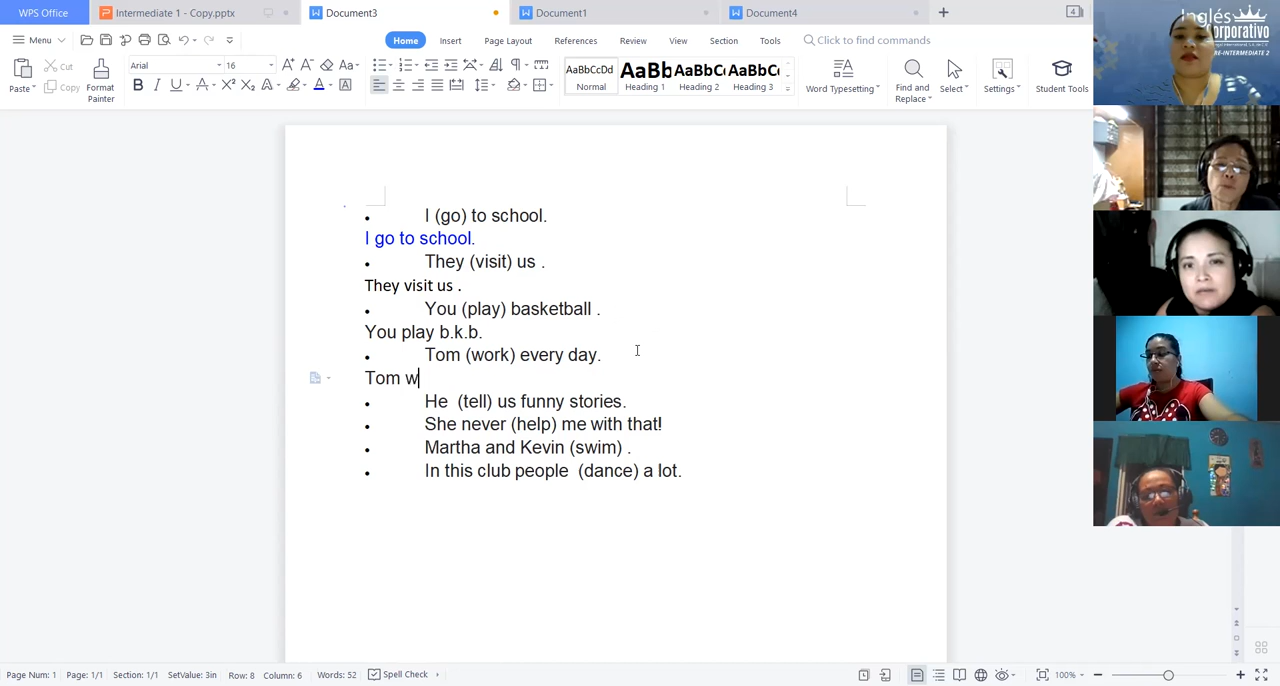 WPS Office
Intermediate 1 - Copy.pptx
Document3
Document1
Document4
4
Menu
Home
Insert
Page Layout
References
Review
View
Section
Tools
Click to find commands
Paste
Cut
Copy
Format Painter
Arial
16
AaBbCcDd
Normal
AaBb
Heading 1
AaBbC
Heading 2
AaBbC
Heading 3
Word Typesetting
Find and Replace
Select
Settings
Student Tools
Inglés
Corporativo
RE-INTERMEDIATE 2
• I (go) to school.
I go to school.
• They (visit) us .
They visit us .
• You (play) basketball .
You play b.k.b.
• Tom (work) every day.
Tom w
• He (tell) us funny stories.
• She never (help) me with that!
• Martha and Kevin (swim) .
• In this club people (dance) a lot.
Page Num: 1 Page: 1/1 Section: 1/1 SetValue: 3in Row: 8 Column: 6 Words: 52 Spell Check 100%